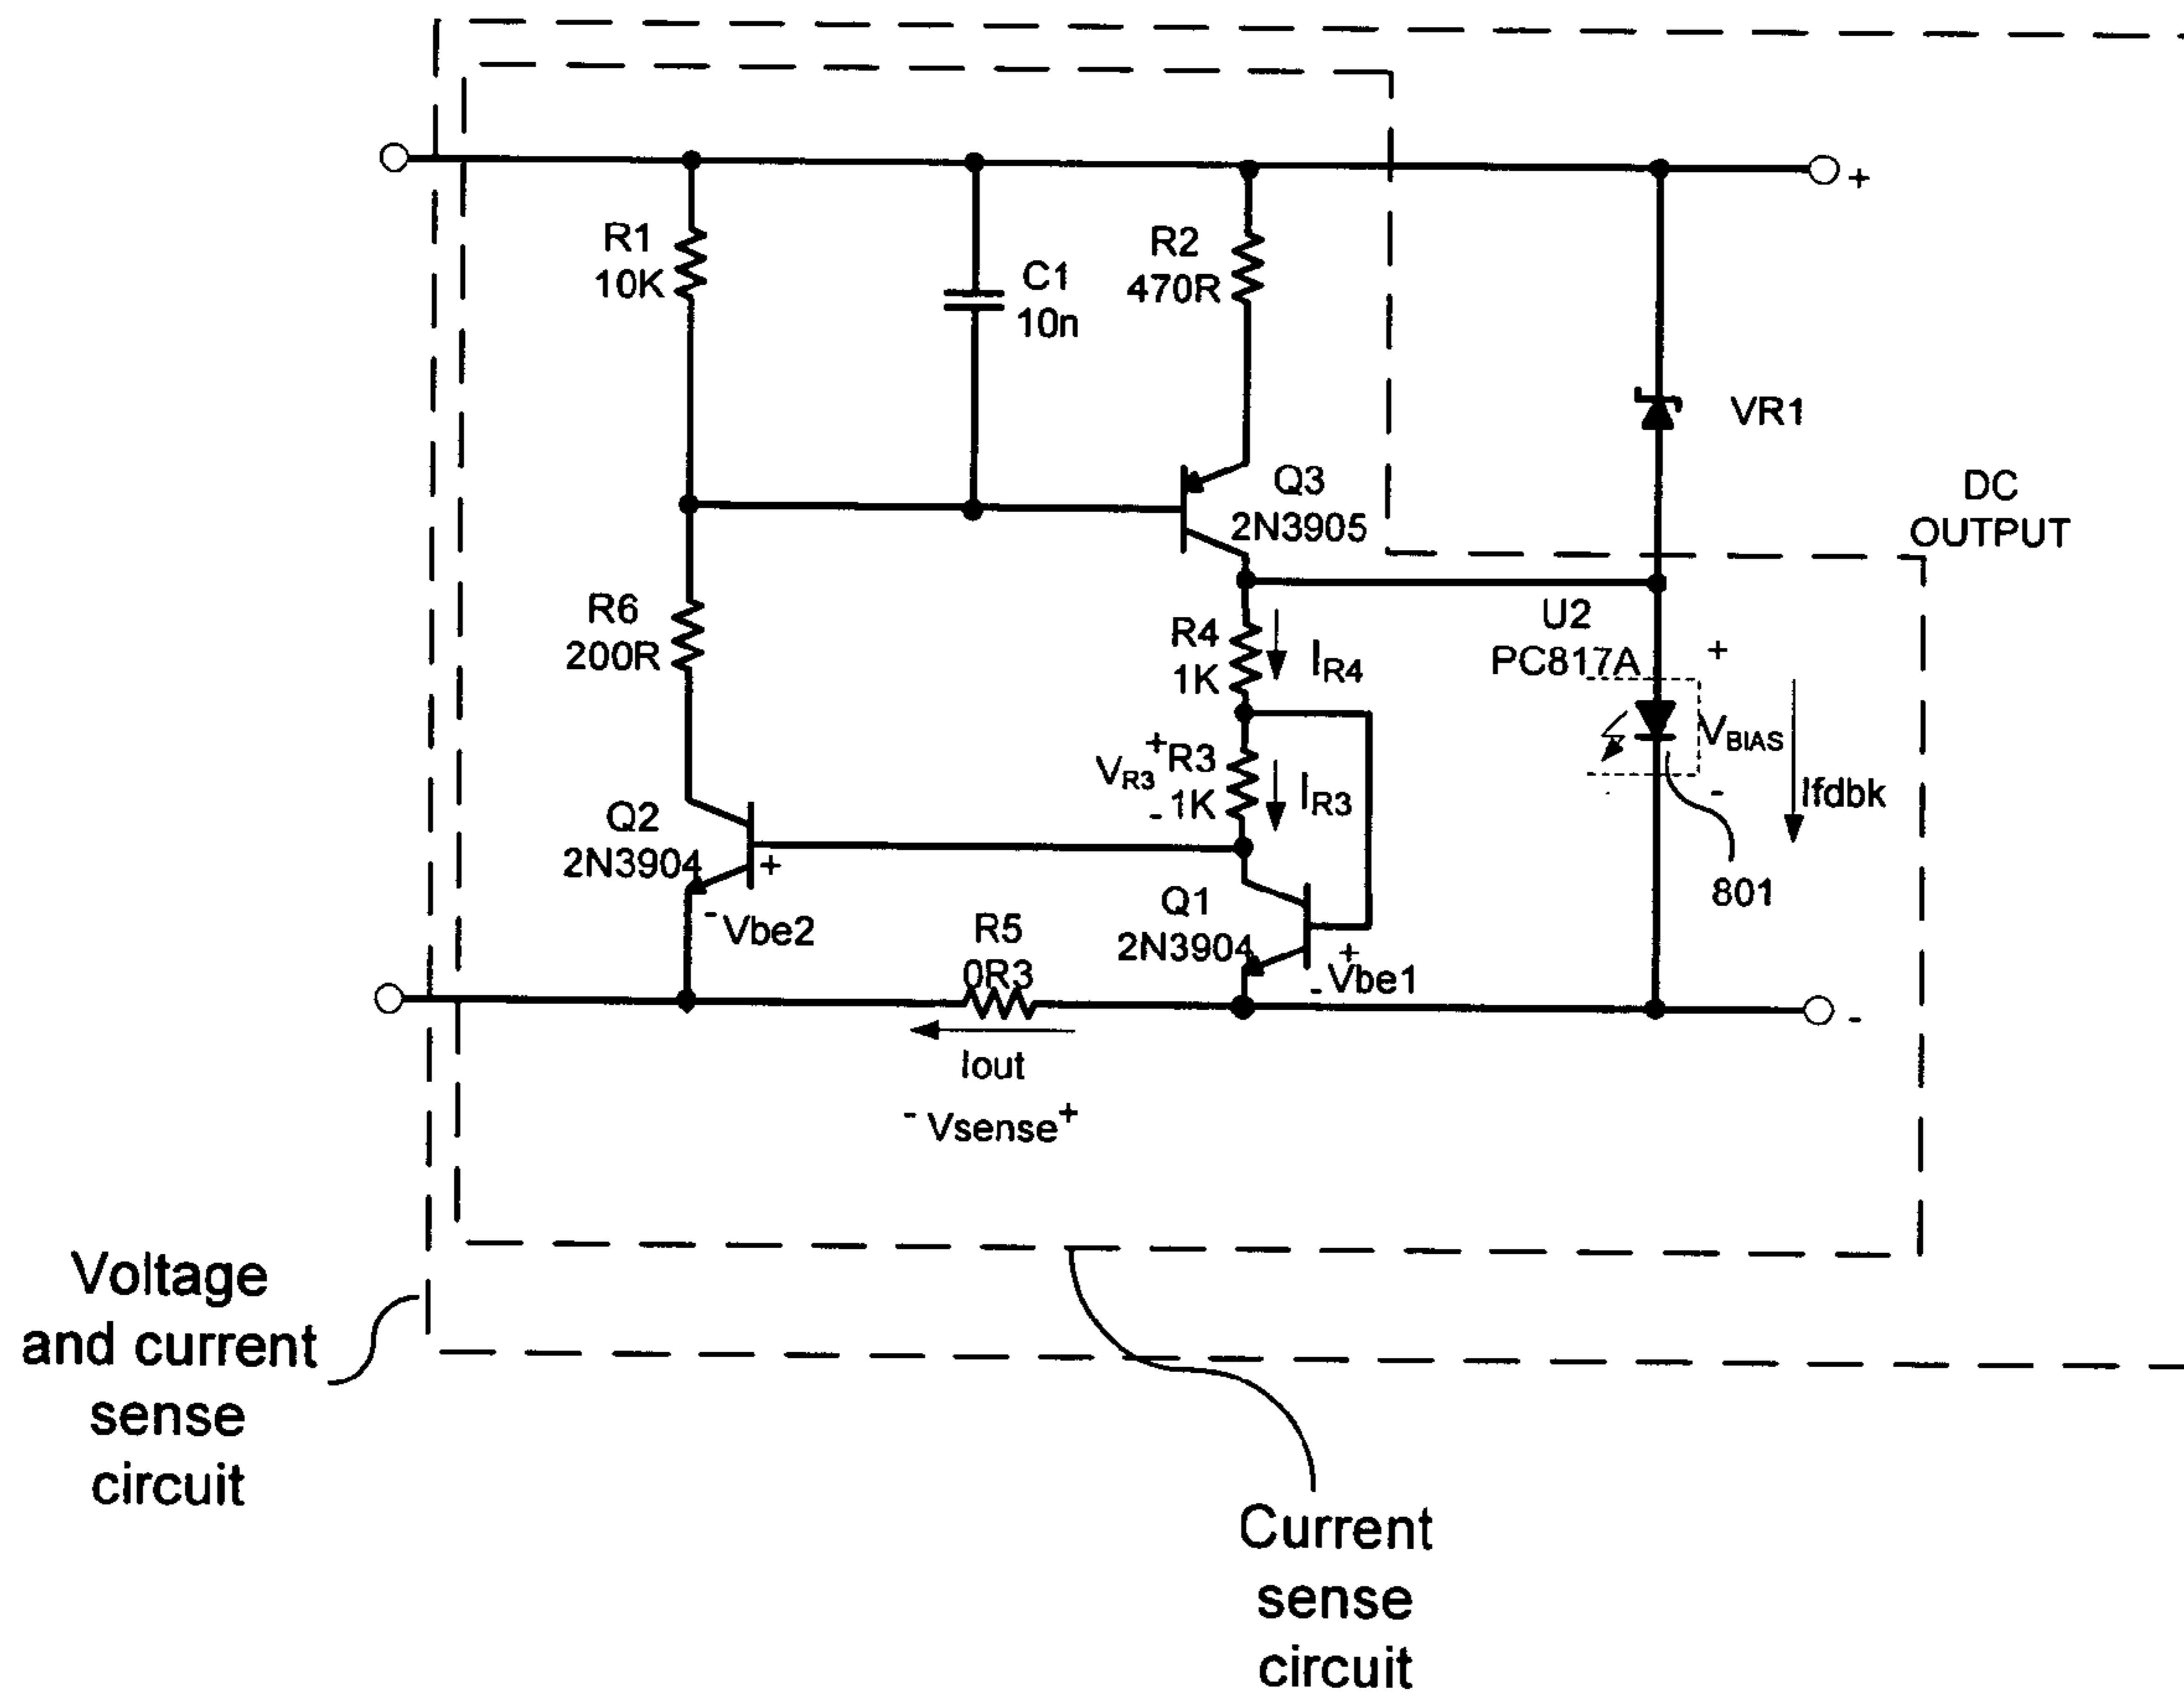 +
R1
10K
C1
10n
R2
470R
VR1
Q3
2N3905
DC
OUTPUT
R6
200R
R4
1K
IR4
U2
PC817A
+
VBIAS
-
Ifdbk
801
+
VR3
-
R3
1K
IR3
Q2
2N3904
+
-
Vbe2
R5
0R3
Q1
2N3904
+
-
Vbe1
-
Iout
- Vsense +
Voltage
and current
sense
circuit
Current
sense
circuit